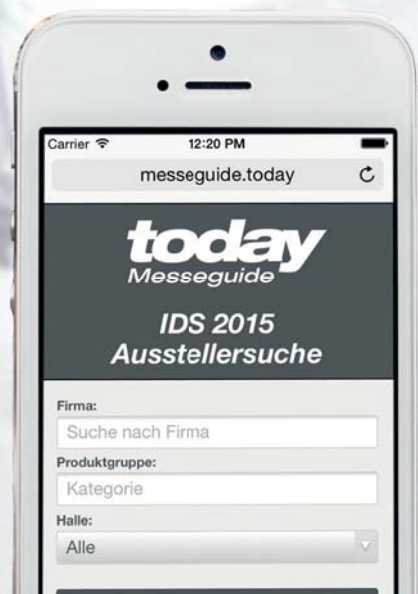 Carrier 12:20 PM
messeguide.today
today
Messeguide
IDS 2015
Ausstellersuche
Firma:
Suche nach Firma
Produktgruppe:
Kategorie
Halle:
Alle